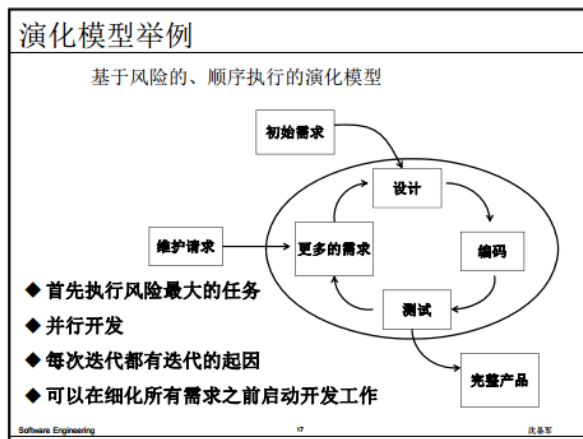 演化模型举例
基于风险的、顺序执行的演化模型
初始需求
设计
维护请求
更多的需求
编码
测试
完整产品
◆ 首先执行风险最大的任务
◆ 并行开发
◆ 每次迭代都有迭代的起因
◆ 可以在细化所有需求之前启动开发工作
Software Engineering
17
沈备军